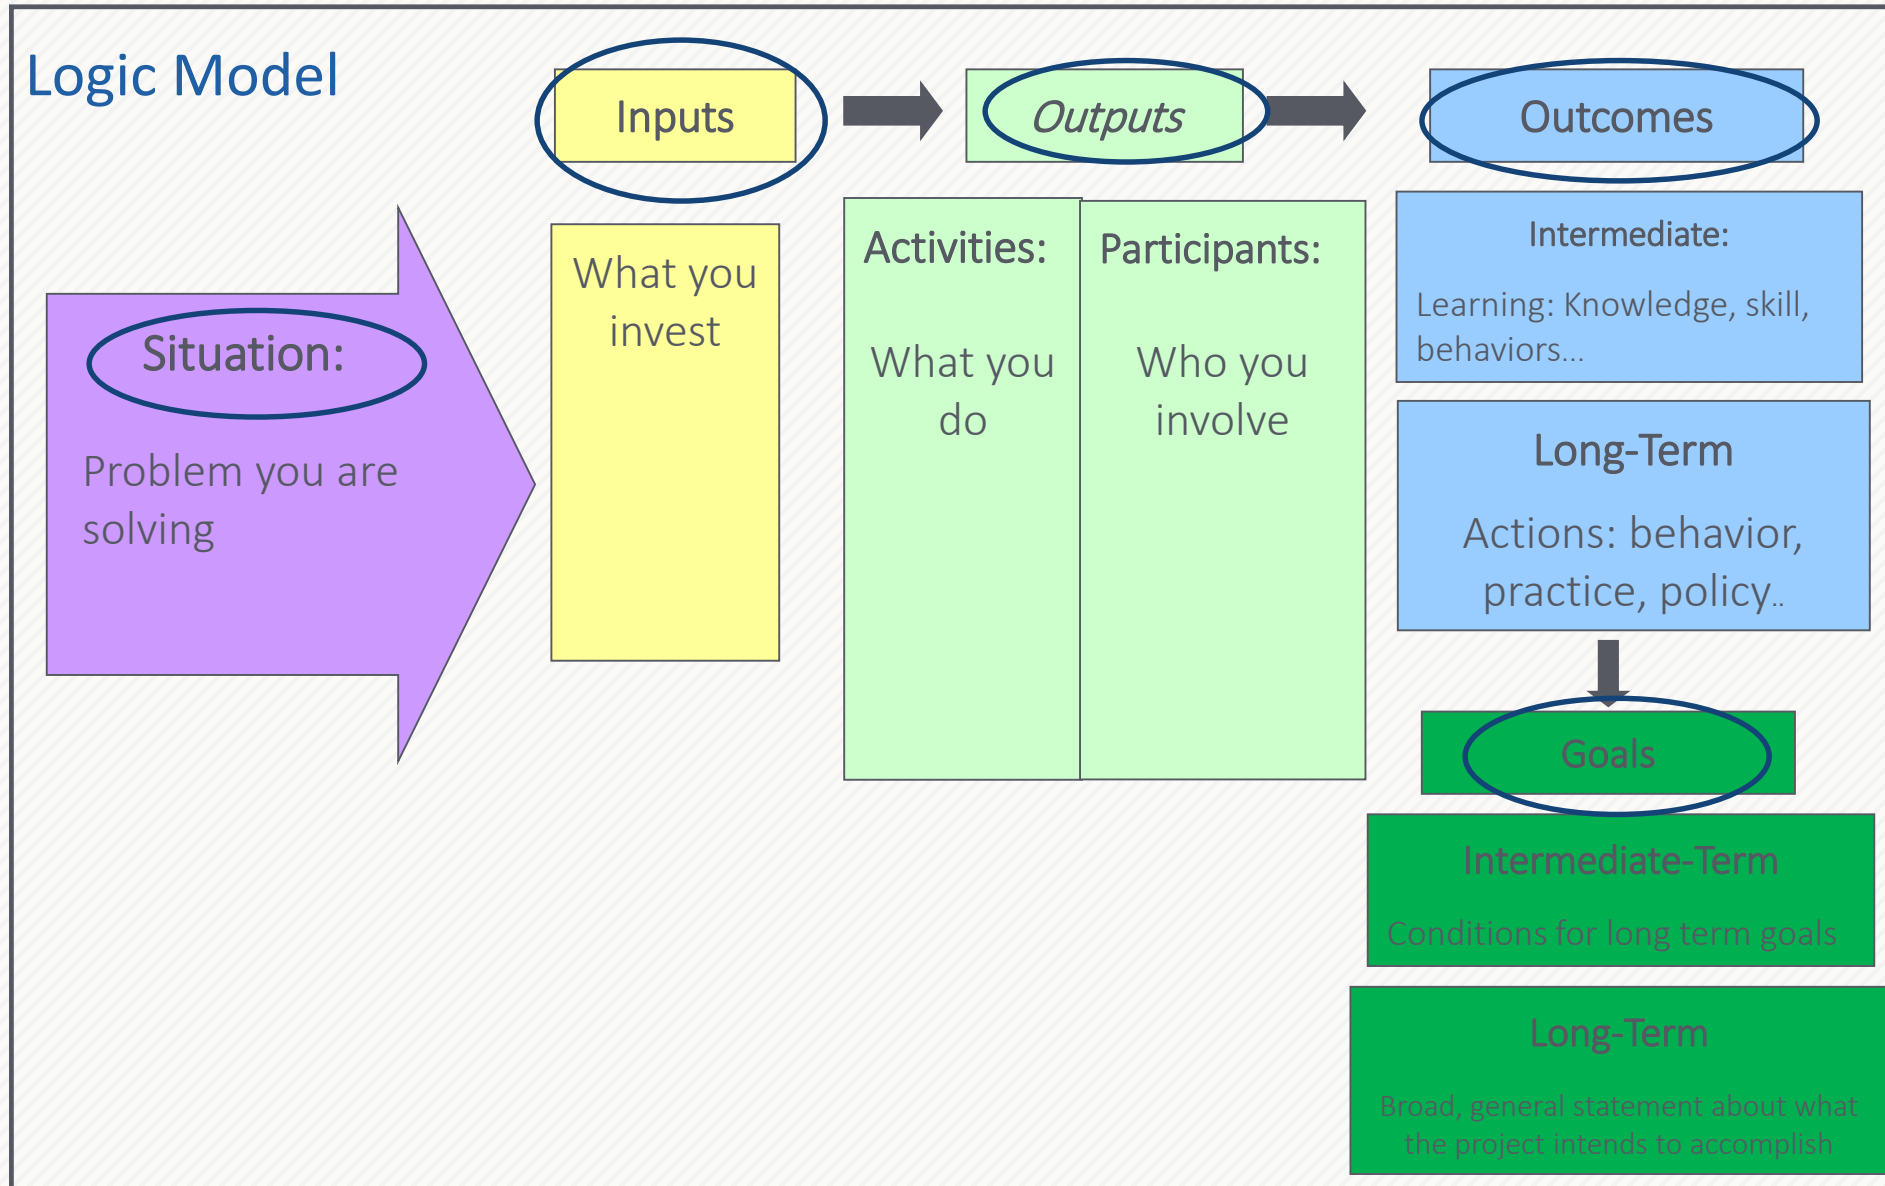 Logic Model
Inputs
Outputs
Outcomes
Situation:
Problem you are
solving
What you
invest
Activities:
What you
do
Participants:
Who you
involve
Intermediate:
Learning: Knowledge, skill,
behaviors...
Long-Term
Actions: behavior,
practice, policy..
Goals
Intermediate-Term
Conditions for long term goals
Long-Term
Broad, general statement about what
the project intends to accomplish